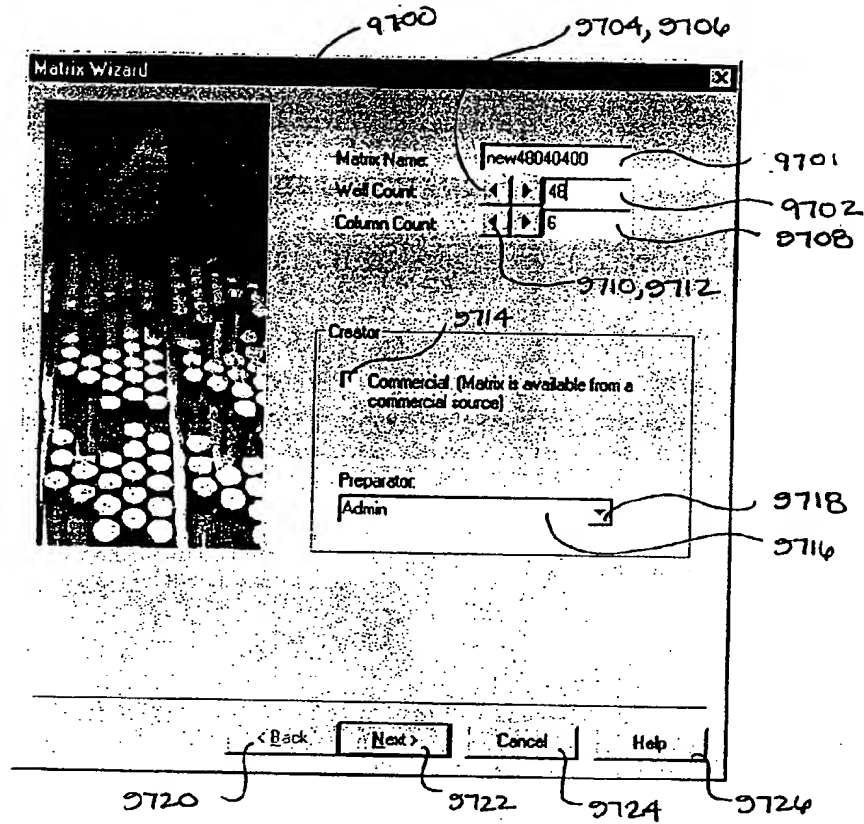 9700
9704, 9706
Matrix Wizard
Matrix Name: new48040400
9701
Well Count 48
9702
Column Count 6
9708
9710, 9712
9714
Creator
Commercial. (Matrix is available from a
commercial source)
Preparator:
Admin
9718
9716
< Back Next > Cancel Help
9720 9722 9724 9726